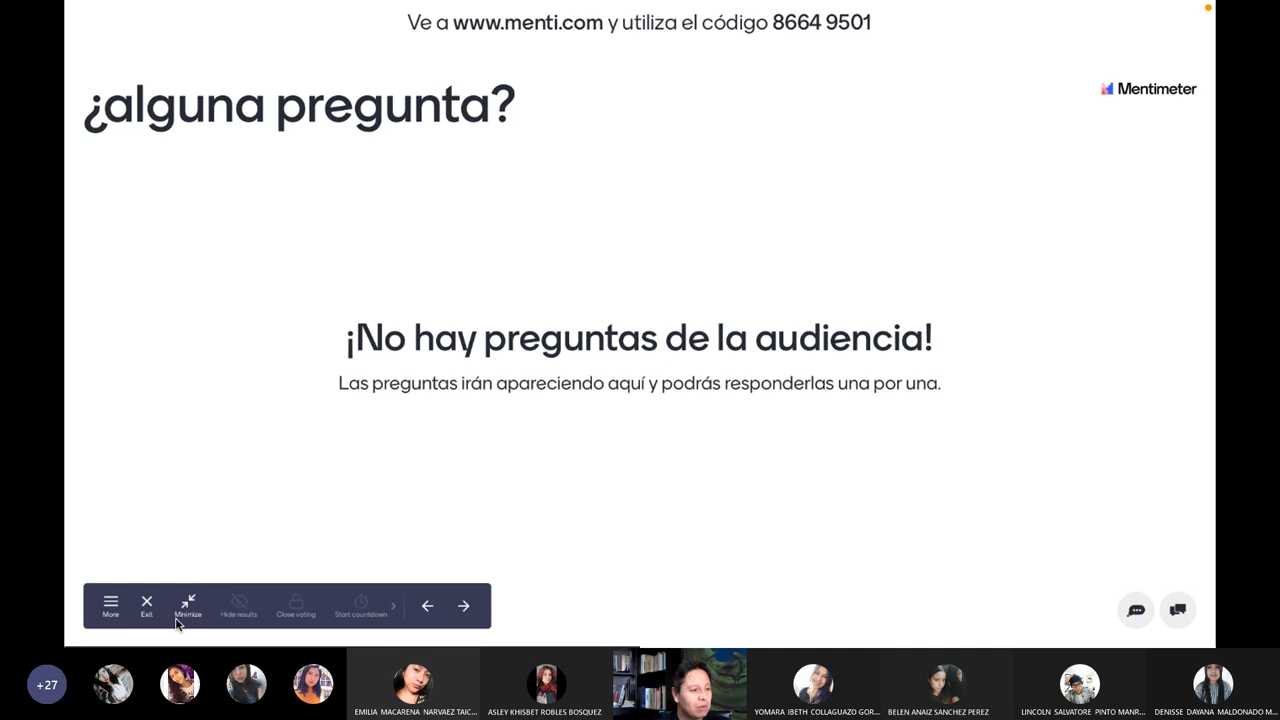 Ve a www.menti.com y utiliza el código 8664 9501
¿alguna pregunta?
Mentimeter
¡No hay preguntas de la audiencia!
Las preguntas irán apareciendo aquí y podrás responderlas una por una.
More
Exit
Minimize
Hide results
Close voting
Start countdown
+27
EMILIA MACARENA NARVAEZ TAIC...
ASLEY KHISBET ROBLES BOSQUEZ
YOMARA IBETH COLLAGUAZO GOR...
BELEN ANAIZ SANCHEZ PEREZ
LINCOLN SALVATORE PINTO MANR...
DENISSE DAYANA MALDONADO M...